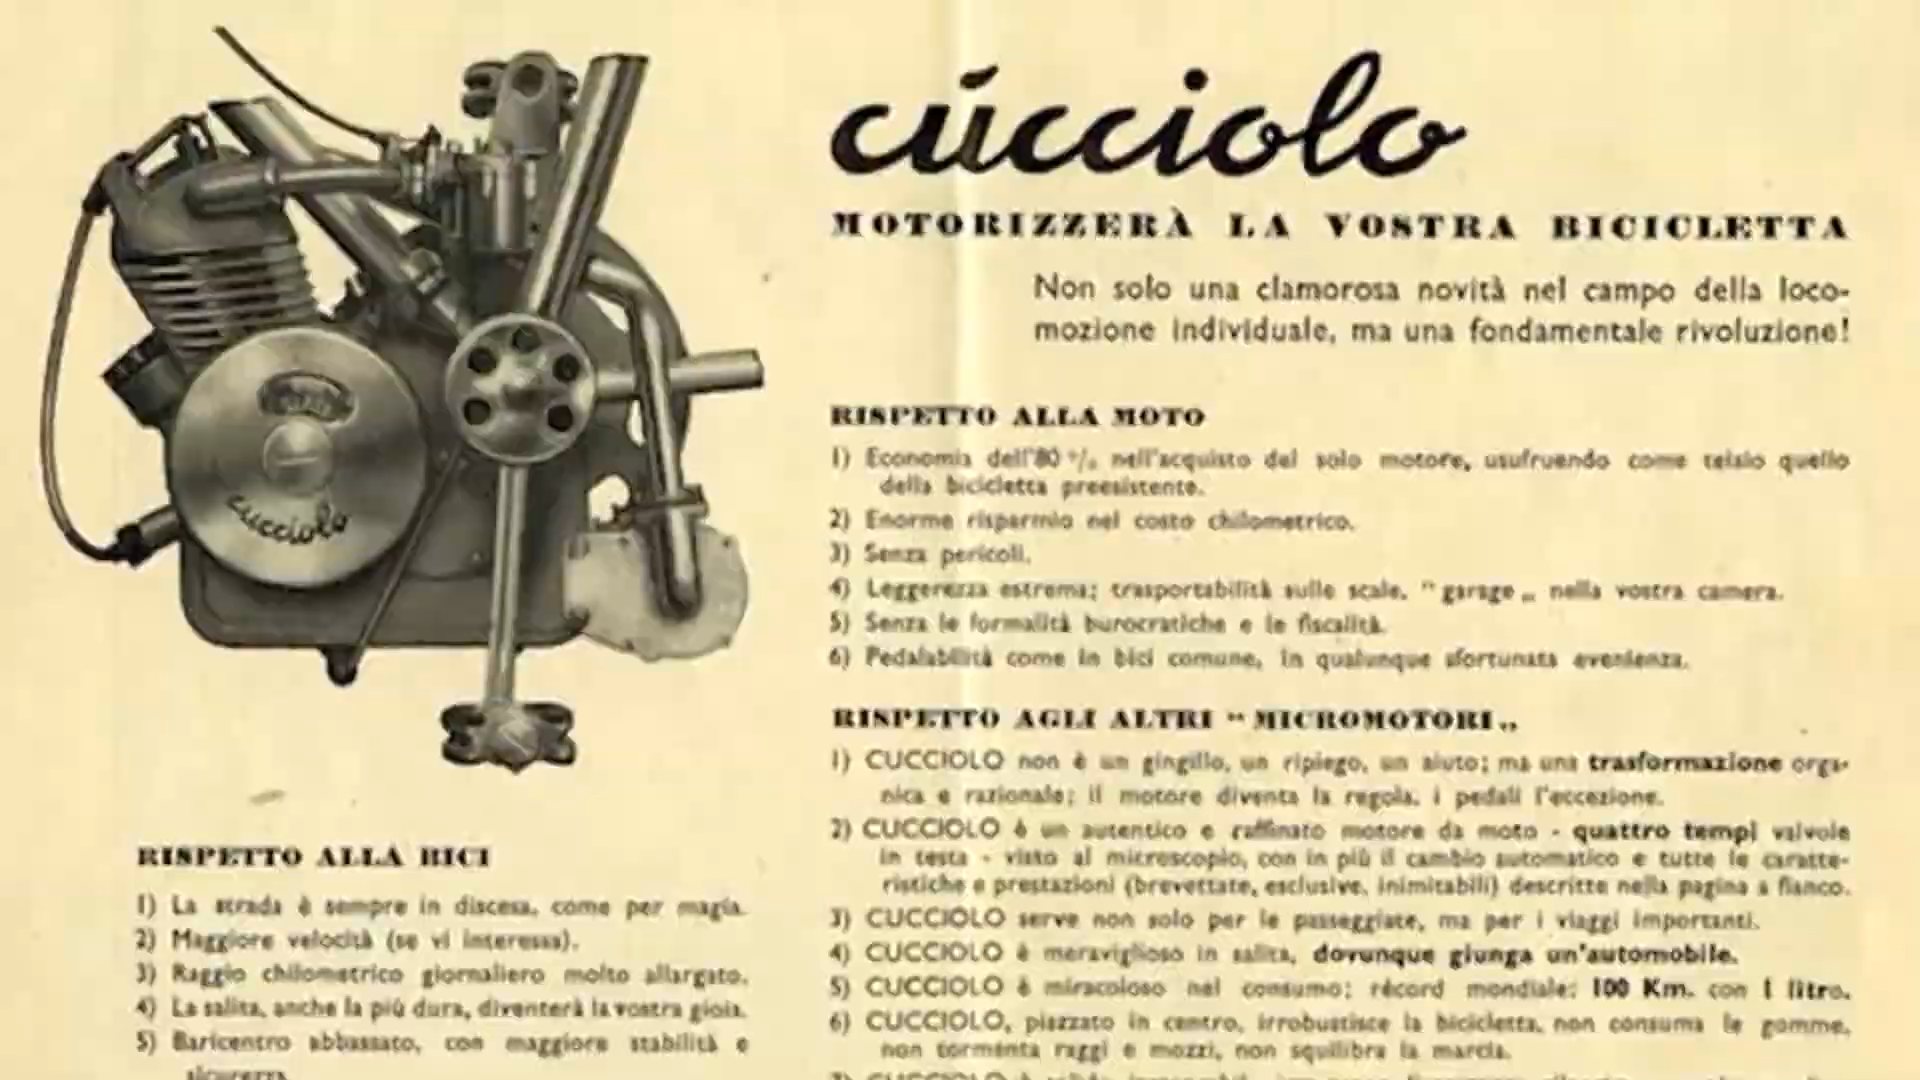 cúcciolo
MOTORIZZERÀ LA VOSTRA BICICLETTA
Non solo una clamorosa novità nel campo della loco-
mozione individuale, ma una fondamentale rivoluzione!
RISPETTO ALLA MOTO
1) Economia dell'80 % nell'acquisto del solo motore, usufruendo come telaio quello
della bicicletta preesistente.
2) Enorme risparmio nel costo chilometrico.
3) Senza pericoli.
4) Leggerezza estrema; trasportabilità sulle scale, "garage„ nella vostra camera.
5) Senza le formalità burocratiche e le fiscalità.
6) Pedalabilità come in bici comune, in qualunque sfortunata evenienza.
RISPETTO AGLI ALTRI "MICROMOTORI„
1) CUCCIOLO non è un gingillo, un ripiego, un aiuto; ma una trasformazione orga-
nica e razionale; il motore diventa la regola, i pedali l'eccezione.
2) CUCCIOLO è un autentico e raffinato motore da moto - quattro tempi valvole
in testa - visto al microscopio, con in più il cambio automatico e tutte le caratte-
ristiche e prestazioni (brevettate, esclusive, inimitabili) descritte nella pagina a fianco.
3) CUCCIOLO serve non solo per le passeggiate, ma per i viaggi importanti.
4) CUCCIOLO è meraviglioso in salita, dovunque giunga un'automobile.
5) CUCCIOLO è miracoloso nel consumo; récord mondiale: 100 Km. con 1 litro.
6) CUCCIOLO, piazzato in centro, irrobustisce la bicicletta, non consuma le gomme,
non tormenta raggi e mozzi, non squilibra la marcia.
cucciolo
RISPETTO ALLA BICI
1) La strada è sempre in discesa, come per magia.
2) Maggiore velocità (se vi interessa).
3) Raggio chilometrico giornaliero molto allargato.
4) La salita, anche la più dura, diventerà la vostra gioia.
5) Baricentro abbassato, con maggiore stabilità e
sicurezza.